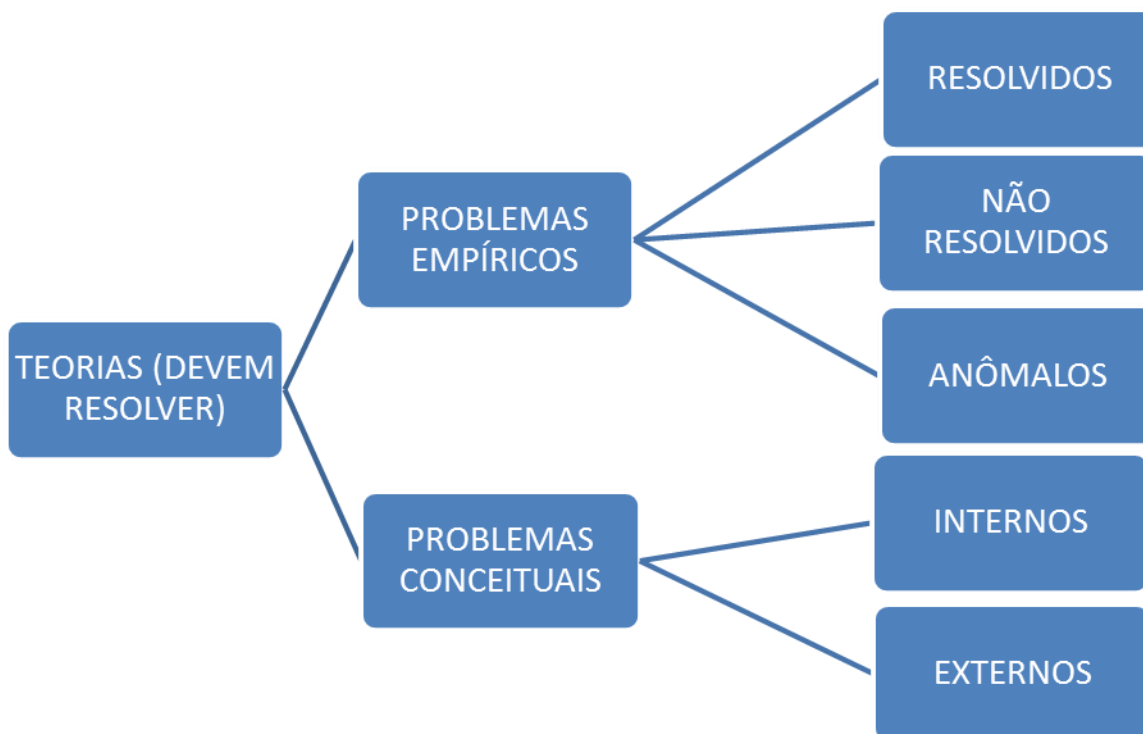 TEORIAS (DEVEM
RESOLVER)
PROBLEMAS
EMPÍRICOS
RESOLVIDOS
NÃO
RESOLVIDOS
ANÔMALOS
PROBLEMAS
CONCEITUAIS
INTERNOS
EXTERNOS